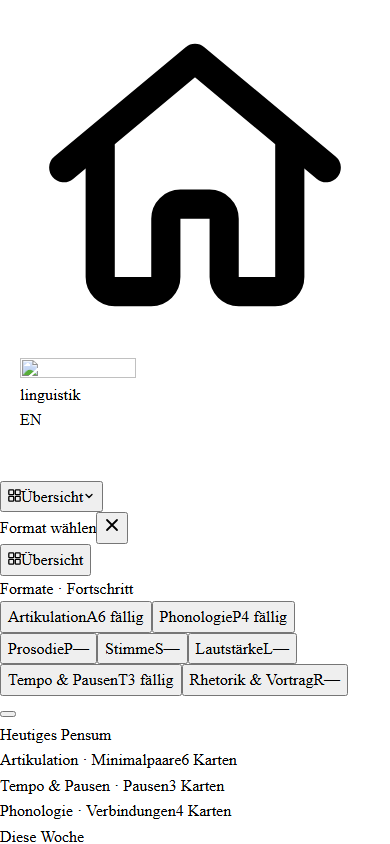 linguistik
EN
Übersicht
Format wählen
Übersicht
Formate · Fortschritt
ArtikulationA6 fällig PhonologieP4 fällig
ProsodieP— StimmeS— LautstärkeL—
Tempo & PausenT3 fällig Rhetorik & VortragR—
Heutiges Pensum
Artikulation · Minimalpaare6 Karten
Tempo & Pausen · Pausen3 Karten
Phonologie · Verbindungen4 Karten
Diese Woche